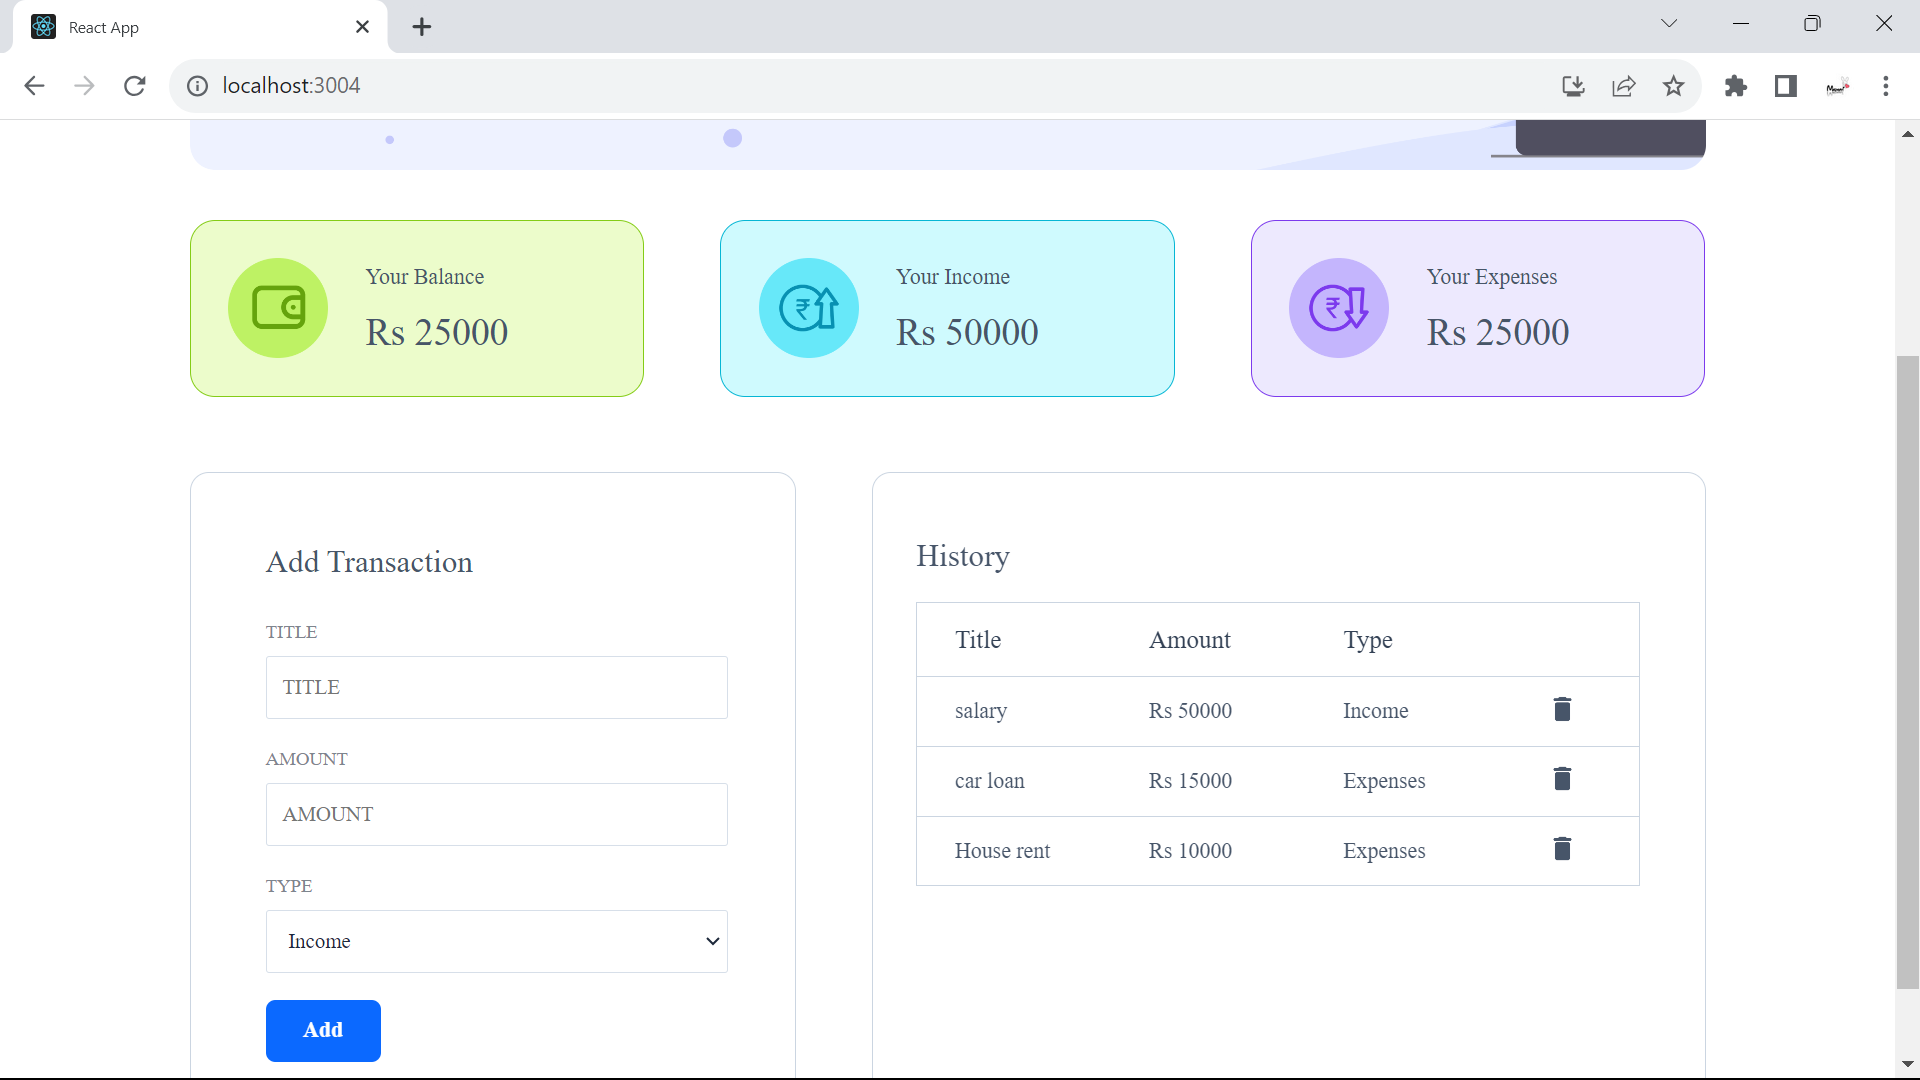 React App
localhost:3004
Your Balance
Rs 25000
Your Income
₹
Rs 50000
Your Expenses
₹
Rs 25000
Add Transaction
TITLE
TITLE
AMOUNT
AMOUNT
TYPE
Income
Add
History
Title Amount Type
salary Rs 50000 Income
car loan Rs 15000 Expenses
House rent Rs 10000 Expenses